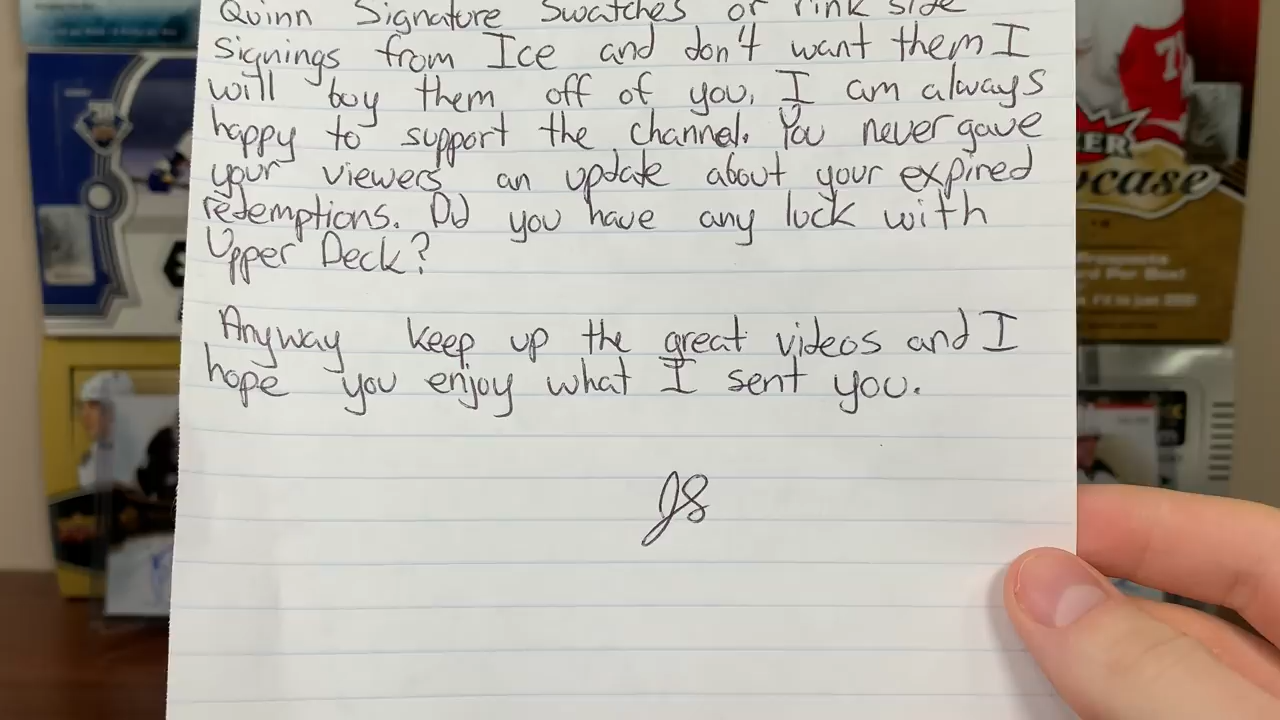 Quinn Signature Swatches or rink side
signings from Ice and don't want them I
will buy them off of you. I am always
happy to support the channel. You never gave
your viewers an update about your expired
redemptions. Did you have any luck with
Upper Deck?
Anyway keep up the great videos and I
hope you enjoy what I sent you.
JS